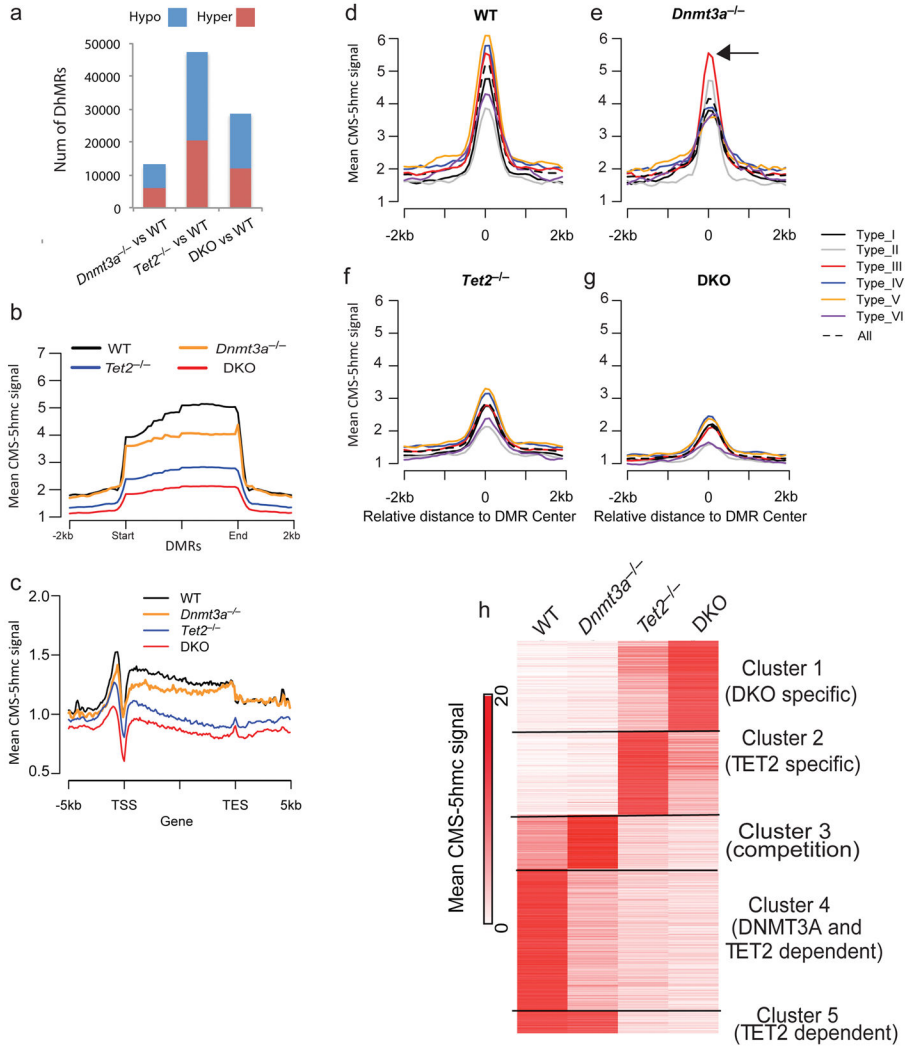 a
Hypo
Hyper
Num of DhMRs
50000
40000
30000
20000
10000
0
Dnmt3a–/– vs WT
Tet2–/– vs WT
DKO vs WT
b
WT
Dnmt3a–/–
Tet2–/–
DKO
Mean CMS-5hmc signal
7
6
5
4
3
2
1
-2kb
Start
End
2kb
DMRs
c
WT
Dnmt3a–/–
Tet2–/–
DKO
Mean CMS-5hmc signal
2.0
1.5
1.0
0.5
-5kb
TSS
TES
5kb
Gene
d
WT
Mean CMS-5hmc signal
6
5
4
3
2
1
-2kb
0
2kb
e
Dnmt3a–/–
6
5
4
3
2
1
-2kb
0
2kb
Type_I
Type_II
Type_III
Type_IV
Type_V
Type_VI
All
f
Tet2–/–
Mean CMS-5hmc signal
6
5
4
3
2
1
-2kb
0
2kb
Relative distance to DMR Center
g
DKO
6
5
4
3
2
1
-2kb
0
2kb
Relative distance to DMR Center
h
WT
Dnmt3a–/–
Tet2–/–
DKO
Mean CMS-5hmc signal
20
0
Cluster 1
(DKO specific)
Cluster 2
(TET2 specific)
Cluster 3
(competition)
Cluster 4
(DNMT3A and
TET2 dependent)
Cluster 5
(TET2 dependent)